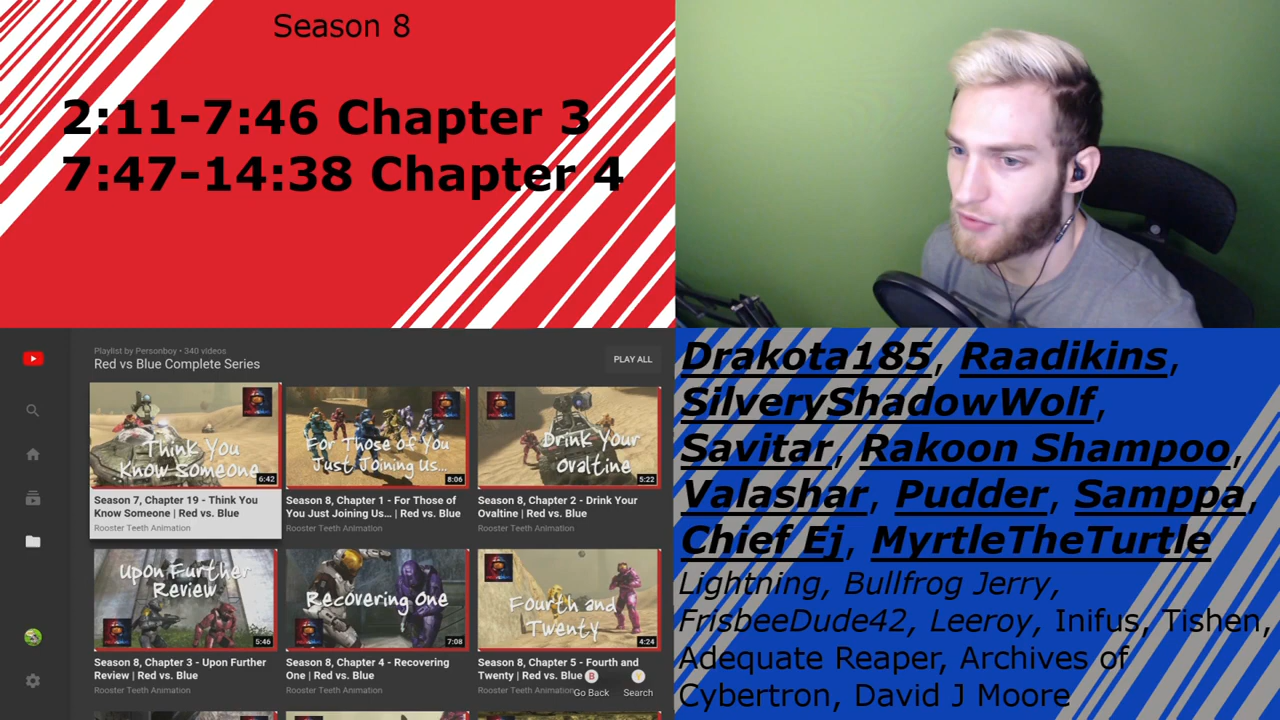 Season 8
2:11-7:46 Chapter 3
7:47-14:38 Chapter 4
Playlist by Personboy • 340 videos
Red vs Blue Complete Series
PLAY ALL
Think You
Know Someone
6:42
For Those of You
Just Joining Us...
8:06
Drink Your
Ovaltine
5:22
Season 7, Chapter 19 - Think You
Know Someone | Red vs. Blue
Rooster Teeth Animation
Season 8, Chapter 1 - For Those of
You Just Joining Us... | Red vs. Blue
Rooster Teeth Animation
Season 8, Chapter 2 - Drink Your
Ovaltine | Red vs. Blue
Rooster Teeth Animation
Upon Further
Review
5:46
Recovering One
7:08
Fourth and
Twenty
4:24
Season 8, Chapter 3 - Upon Further
Review | Red vs. Blue
Rooster Teeth Animation
Season 8, Chapter 4 - Recovering
One | Red vs. Blue
Rooster Teeth Animation
Season 8, Chapter 5 - Fourth and
Twenty | Red vs. Blue
Rooster Teeth Animation
B
Go Back
Y
Search
Drakota185, Raadikins,
SilveryShadowWolf,
Savitar, Rakoon Shampoo,
Valashar, Pudder, Samppa,
Chief Ej, MyrtleTheTurtle
Lightning, Bullfrog Jerry,
FrisbeeDude42, Leeroy, Inifus, Tishen,
Adequate Reaper, Archives of
Cybertron, David J Moore